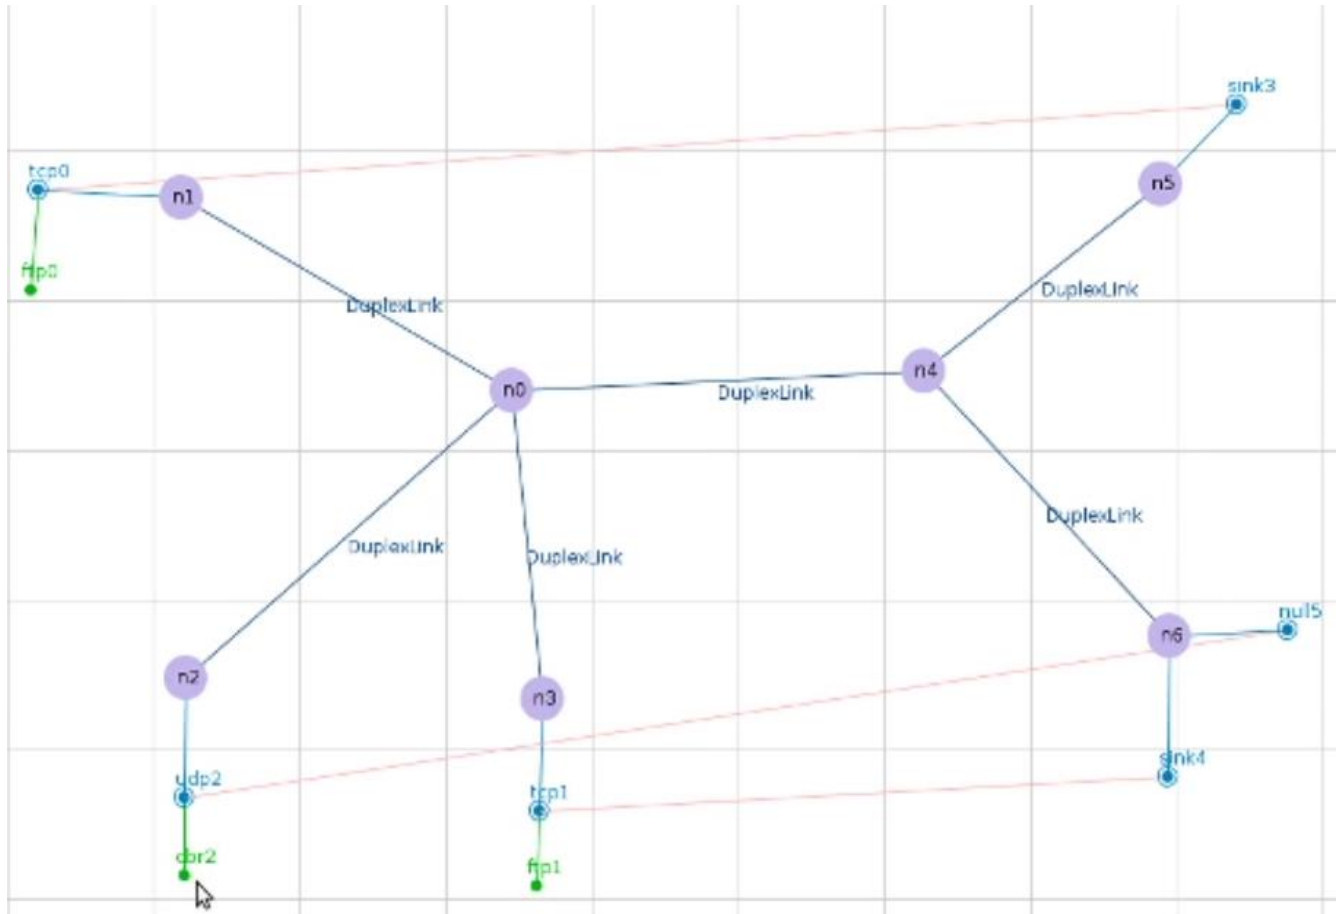 sink3
tcp0
n1
n5
ftp0
DuplexLink
DuplexLink
n0
n4
DuplexLink
DuplexLink
DuplexLink
DuplexLink
null5
n6
n2
n3
sink4
udp2
tcp1
cbr2
ftp1